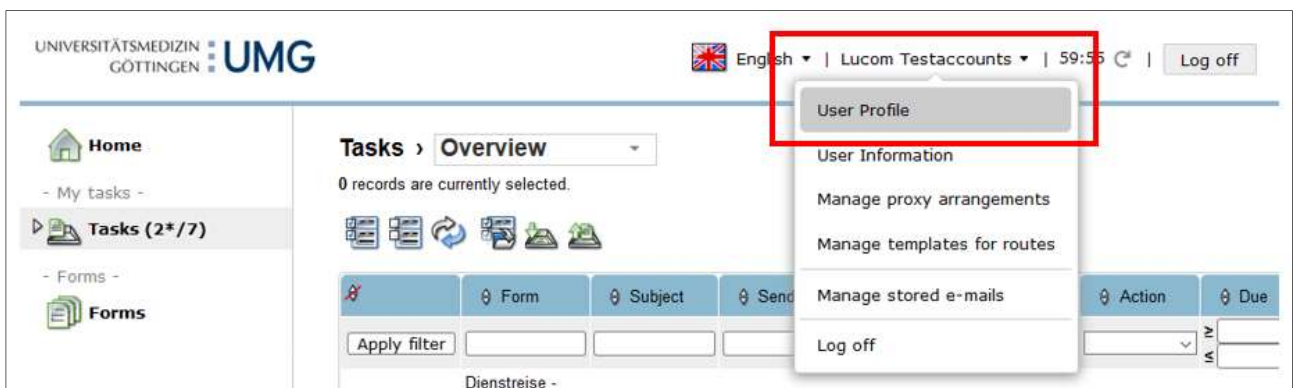 UNIVERSITÄTSMEDIZIN
GÖTTINGEN
UMG
English | Lucom Testaccounts | 59:55 | Log off
User Profile
User Information
Manage proxy arrangements
Manage templates for routes
Manage stored e-mails
Log off
Home
- My tasks -
Tasks (2*/7)
- Forms -
Forms
Tasks › Overview
0 records are currently selected.
Form Subject Send Action Due
Apply filter ≥
≤
Dienstreise -